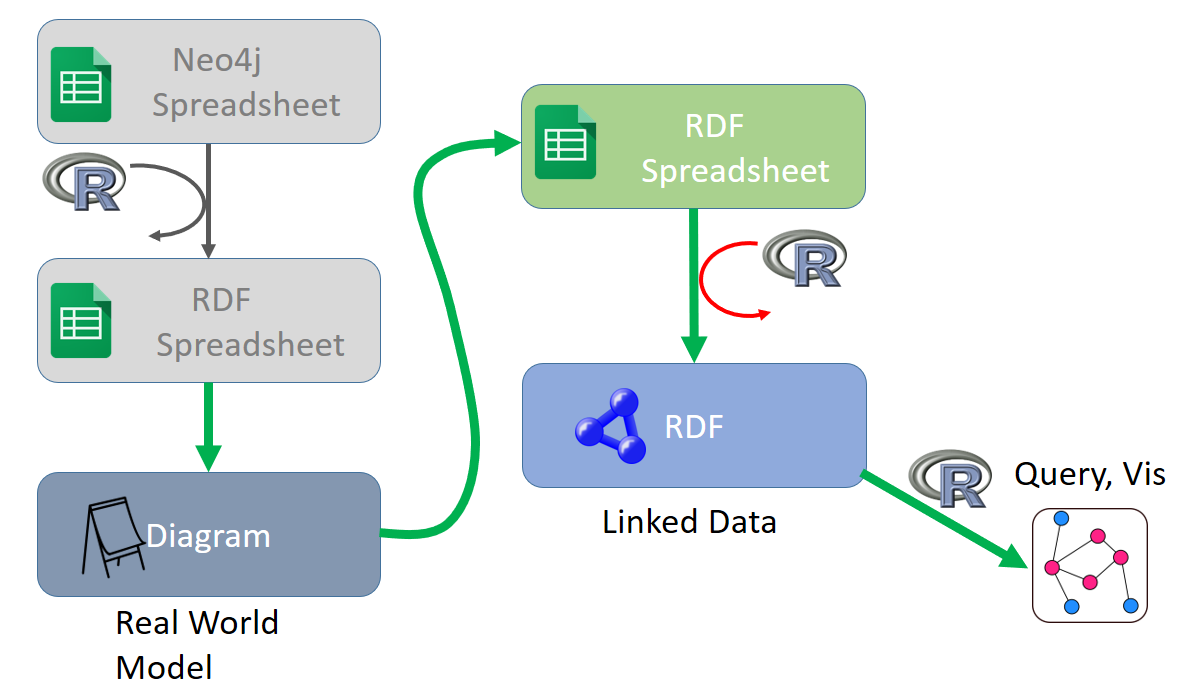 Neo4j
Spreadsheet
R
RDF
Spreadsheet
Diagram
Real World
Model
RDF
Spreadsheet
R
RDF
Linked Data
R
Query, Vis